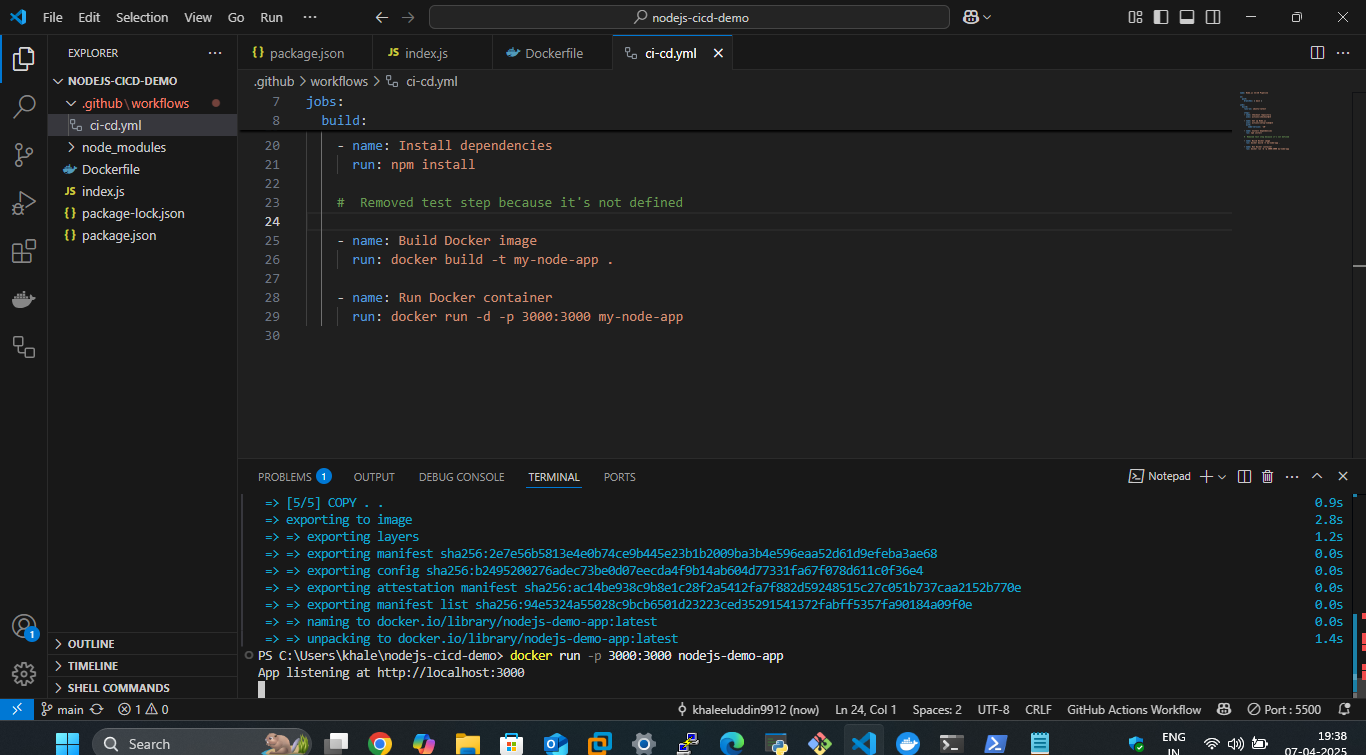 File Edit Selection View Go Run ··· nodejs-cicd-demo
EXPLORER ···
NODEJS-CICD-DEMO
.github\workflows
ci-cd.yml
node_modules
Dockerfile
JS index.js
{} package-lock.json
{} package.json
OUTLINE
TIMELINE
SHELL COMMANDS
{} package.json JS index.js Dockerfile ci-cd.yml
.github > workflows > ci-cd.yml
7 jobs:
8 build:
20 - name: Install dependencies
21 run: npm install
22
23 # Removed test step because it's not defined
24
25 - name: Build Docker image
26 run: docker build -t my-node-app .
27
28 - name: Run Docker container
29 run: docker run -d -p 3000:3000 my-node-app
30
PROBLEMS 1 OUTPUT DEBUG CONSOLE TERMINAL PORTS Notepad
=> [5/5] COPY . . 0.9s
=> exporting to image 2.8s
=> => exporting layers 1.2s
=> => exporting manifest sha256:2e7e56b5813e4e0b74ce9b445e23b1b2009ba3b4e596eaa52d61d9efeba3ae68 0.0s
=> => exporting config sha256:b2495200276adec73be0d07eecda4f9b14ab604d77331fa67f078d611c0f36e4 0.0s
=> => exporting attestation manifest sha256:ac14be938c9b8e1c28f2a5412fa7f882d59248515c27c051b737caa2152b770e 0.0s
=> => exporting manifest list sha256:94e5324a55028c9bcb6501d23223ced35291541372fabff5357fa90184a09f0e 0.0s
=> => naming to docker.io/library/nodejs-demo-app:latest 0.0s
=> => unpacking to docker.io/library/nodejs-demo-app:latest 1.4s
PS C:\Users\khale\nodejs-cicd-demo> docker run -p 3000:3000 nodejs-demo-app
App listening at http://localhost:3000
1
main 1 0 khaleeluddin9912 (now) Ln 24, Col 1 Spaces: 2 UTF-8 CRLF GitHub Actions Workflow Port : 5500
Search
ENG
IN
19:38
07-04-2025